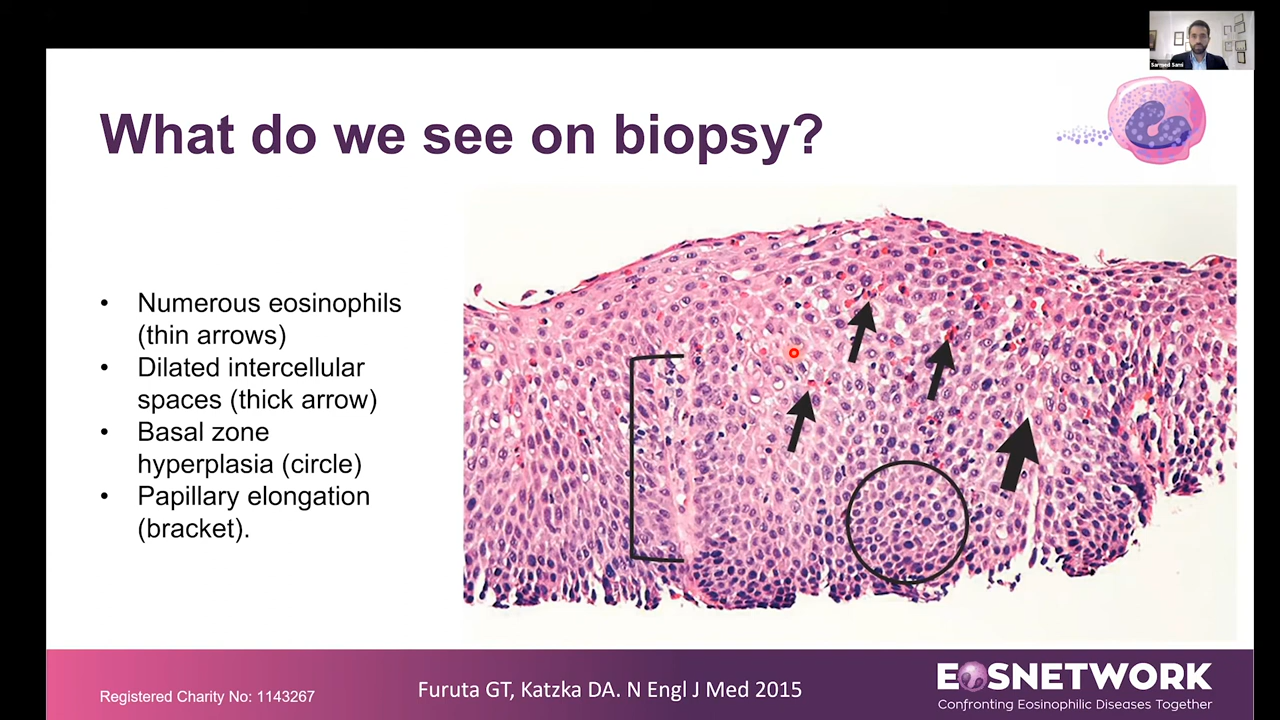 Sarmed Sami
What do we see on biopsy?
• Numerous eosinophils
(thin arrows)
• Dilated intercellular
spaces (thick arrow)
• Basal zone
hyperplasia (circle)
• Papillary elongation
(bracket).
Registered Charity No: 1143267
Furuta GT, Katzka DA. N Engl J Med 2015
EOSNETWORK
Confronting Eosinophilic Diseases Together